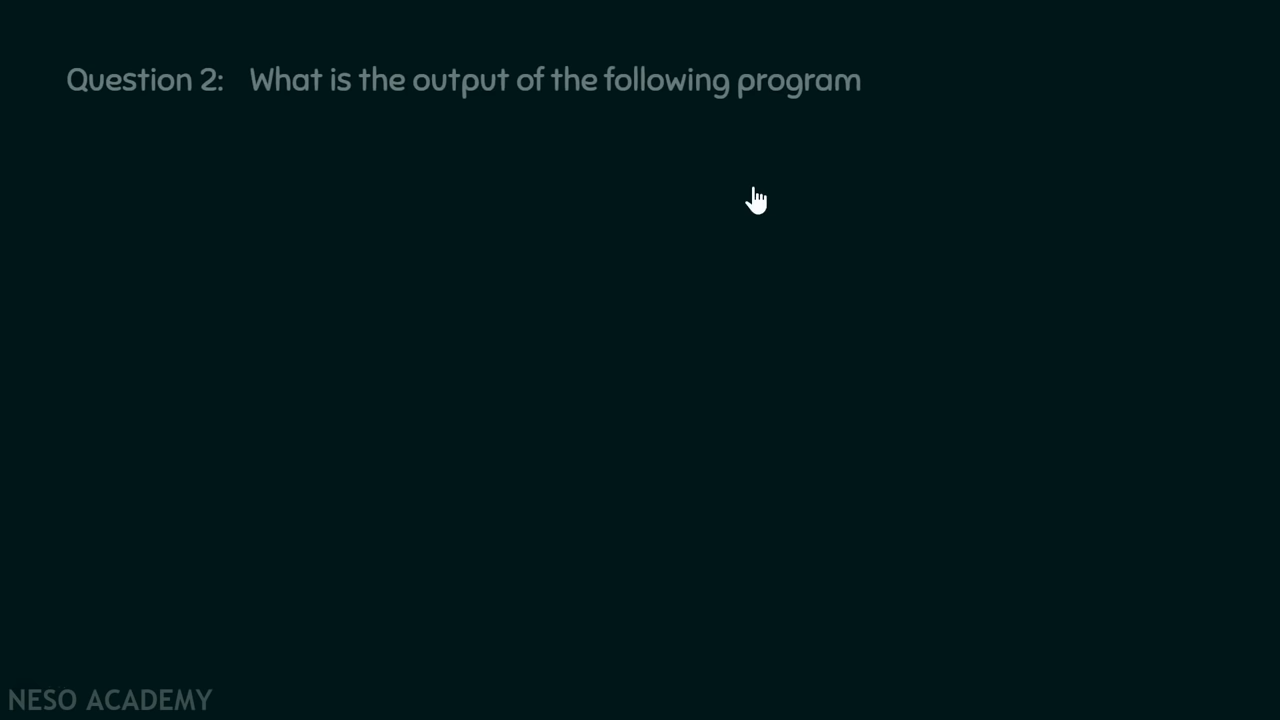 Question 2: What is the output of the following program
NESO ACADEMY